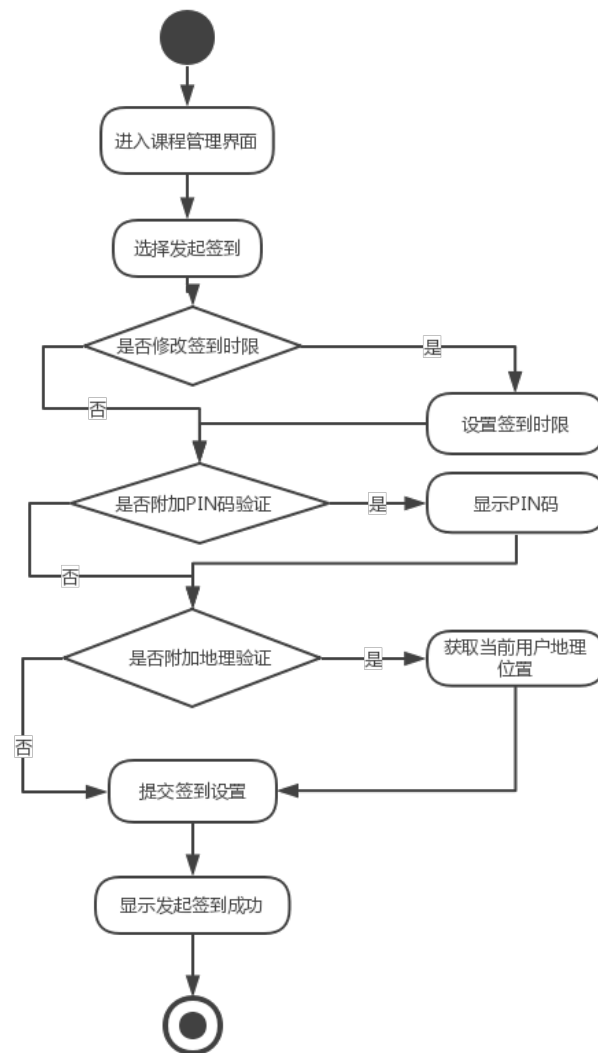 进入课程管理界面
选择发起签到
是否修改签到时限
是
否
设置签到时限
是否附加PIN码验证
是
显示PIN码
否
是否附加地理验证
是
获取当前用户地理
位置
否
提交签到设置
显示发起签到成功